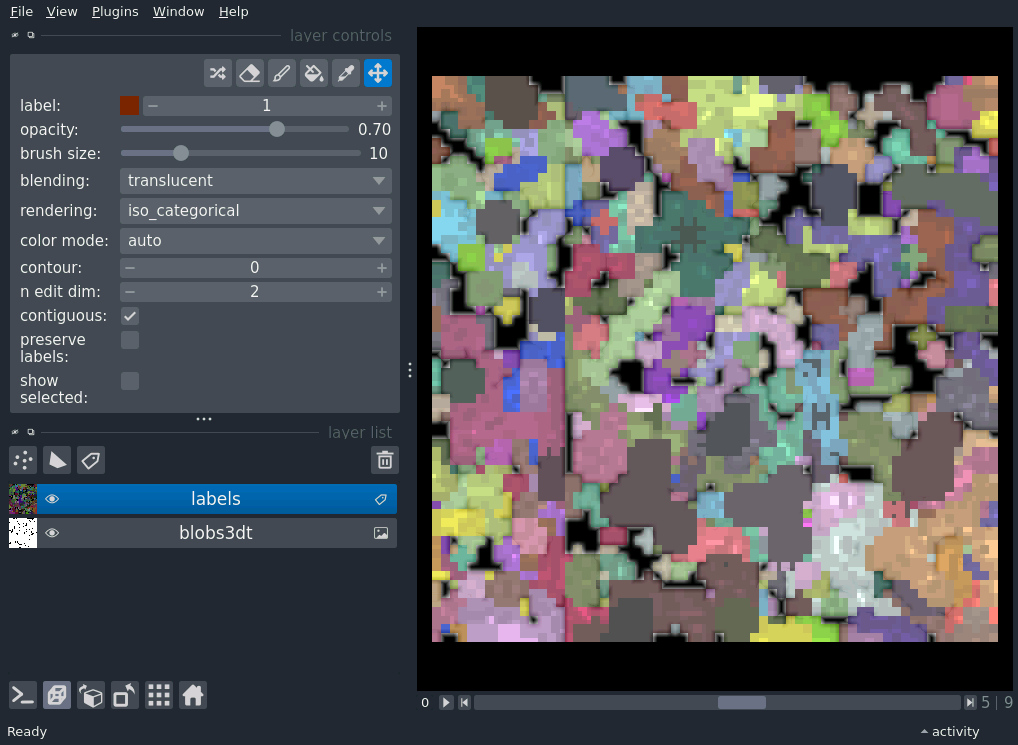 File View Plugins Window Help
layer controls
label: 1
opacity: 0.70
brush size: 10
blending: translucent
rendering: iso_categorical
color mode: auto
contour: 0
n edit dim: 2
contiguous:
preserve
labels:
show
selected:
layer list
labels
blobs3dt
0 5 | 9
Ready activity